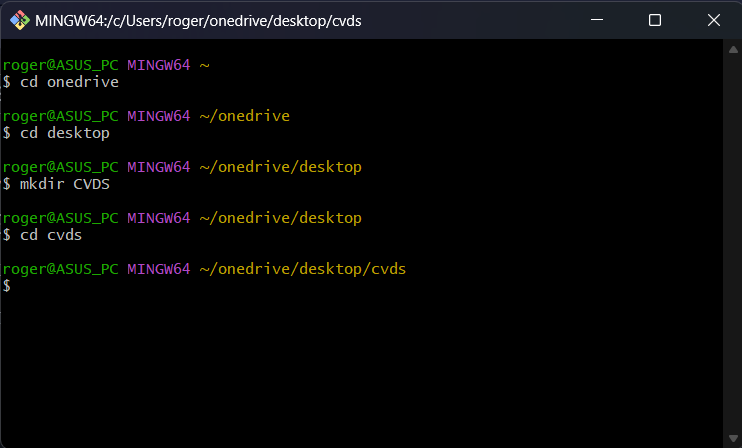 MINGW64:/c/Users/roger/onedrive/desktop/cvds
roger@ASUS_PC MINGW64 ~
$ cd onedrive
roger@ASUS_PC MINGW64 ~/onedrive
$ cd desktop
roger@ASUS_PC MINGW64 ~/onedrive/desktop
$ mkdir CVDS
roger@ASUS_PC MINGW64 ~/onedrive/desktop
$ cd cvds
roger@ASUS_PC MINGW64 ~/onedrive/desktop/cvds
$